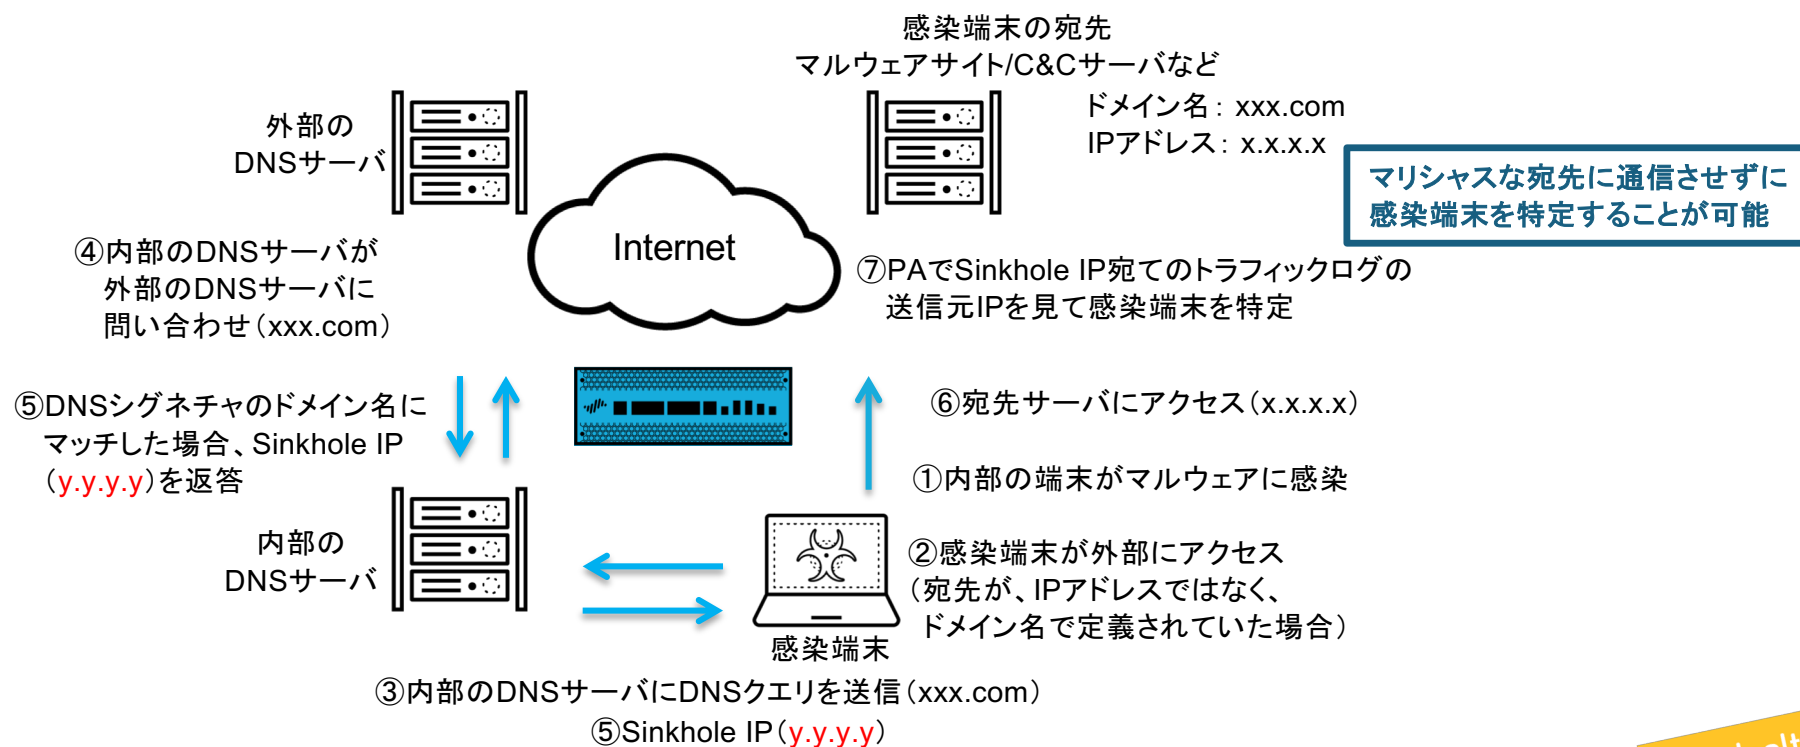 感染端末の宛先
マルウェアサイト/C&Cサーバなど
ドメイン名：xxx.com
IPアドレス：x.x.x.x
外部の
DNSサーバ
マリシャスな宛先に通信させずに
感染端末を特定することが可能
Internet
④内部のDNSサーバが
外部のDNSサーバに
問い合わせ（xxx.com）
⑦PAでSinkhole IP宛てのトラフィックログの
送信元IPを見て感染端末を特定
⑤DNSシグネチャのドメイン名に
マッチした場合、Sinkhole IP
（y.y.y.y）を返答
⑥宛先サーバにアクセス（x.x.x.x）
①内部の端末がマルウェアに感染
内部の
DNSサーバ
②感染端末が外部にアクセス
（宛先が、IPアドレスではなく、
ドメイン名で定義されていた場合）
感染端末
③内部のDNSサーバにDNSクエリを送信（xxx.com）
⑤Sinkhole IP（y.y.y.y）